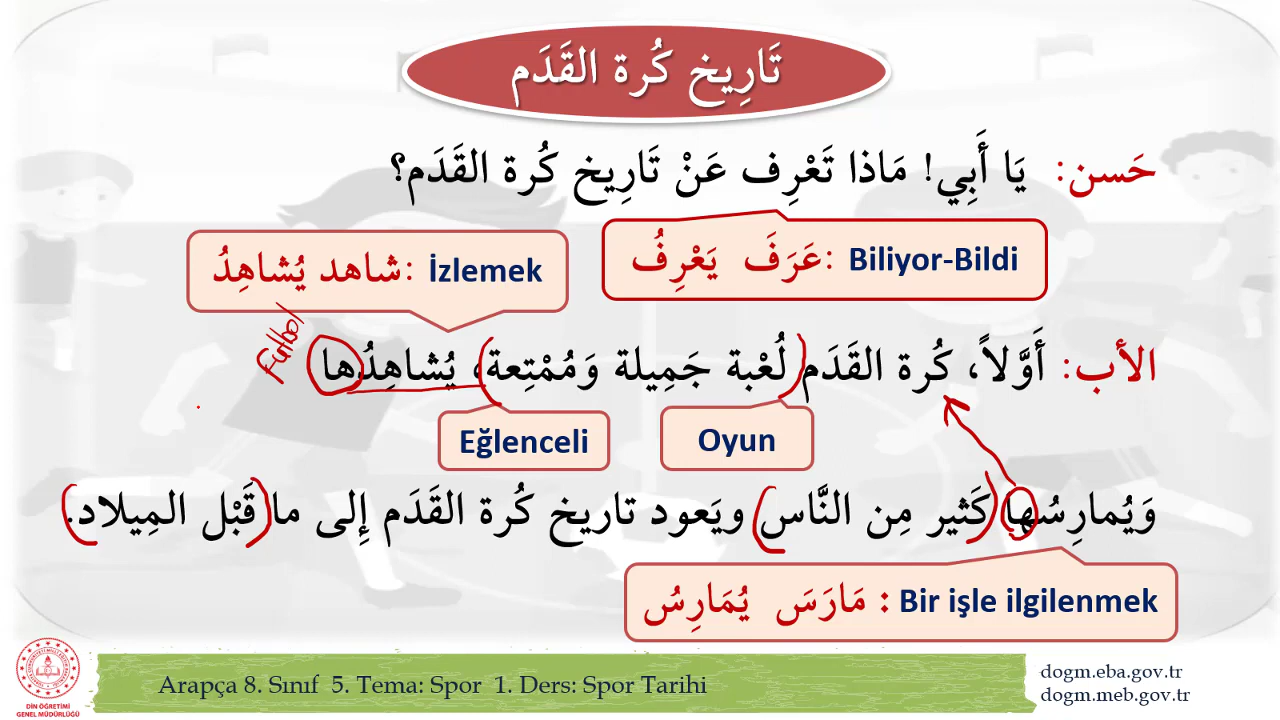 تَارِيخ كُرة القَدَم
حَسن: يَا أَبِي! مَاذا تَعْرِف عَنْ تَارِيخ كُرة القَدَم؟
عَرَفَ يَعْرِفُ: Biliyor-Bildi
شاهد يُشاهِدُ: İzlemek
futbol
الأب: أَوَّلاً، كُرة القَدَم لُعْبة جَمِيلة وَمُمْتِعة، يُشاهِدُها
Oyun
Eğlenceli
وَيُمارِسُها كَثير مِن النَّاس ويَعود تاريخ كُرة القَدَم إِلى ما قَبْل المِيلاد.
مَارَسَ يُمَارِسُ : Bir işle ilgilenmek
DİN ÖĞRETİMİ
GENEL MÜDÜRLÜĞÜ
Arapça 8. Sınıf 5. Tema: Spor 1. Ders: Spor Tarihi
dogm.eba.gov.tr
dogm.meb.gov.tr